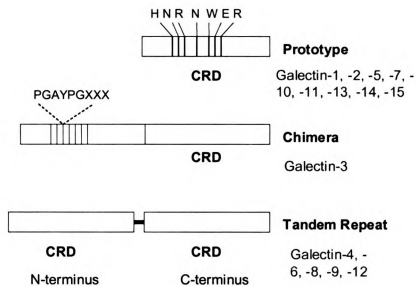 H N R N W E R
Prototype
CRD
Galectin-1, -2, -5, -7, -
10, -11, -13, -14, -15
PGAYPGXXX
Chimera
CRD
Galectin-3
Tandem Repeat
CRD CRD
Galectin-4, -
6, -8, -9, -12
N-terminus C-terminus